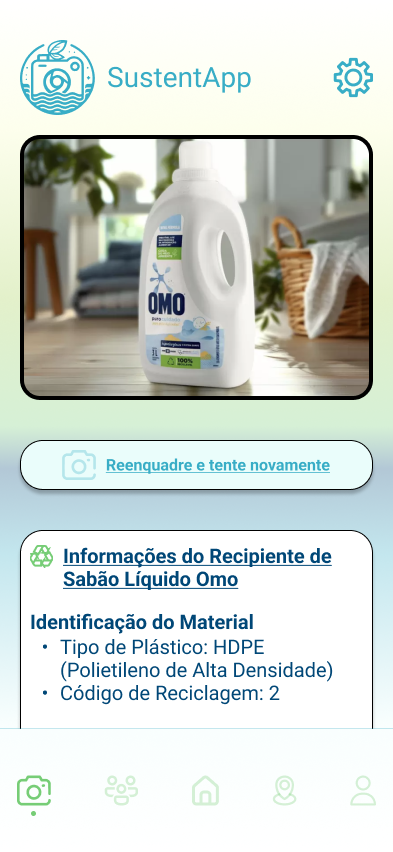 SustentApp
OMO
puro
100%
Reenquadre e tente novamente
Informações do Recipiente de
Sabão Líquido Omo
Identificação do Material
• Tipo de Plástico: HDPE
(Polietileno de Alta Densidade)
• Código de Reciclagem: 2